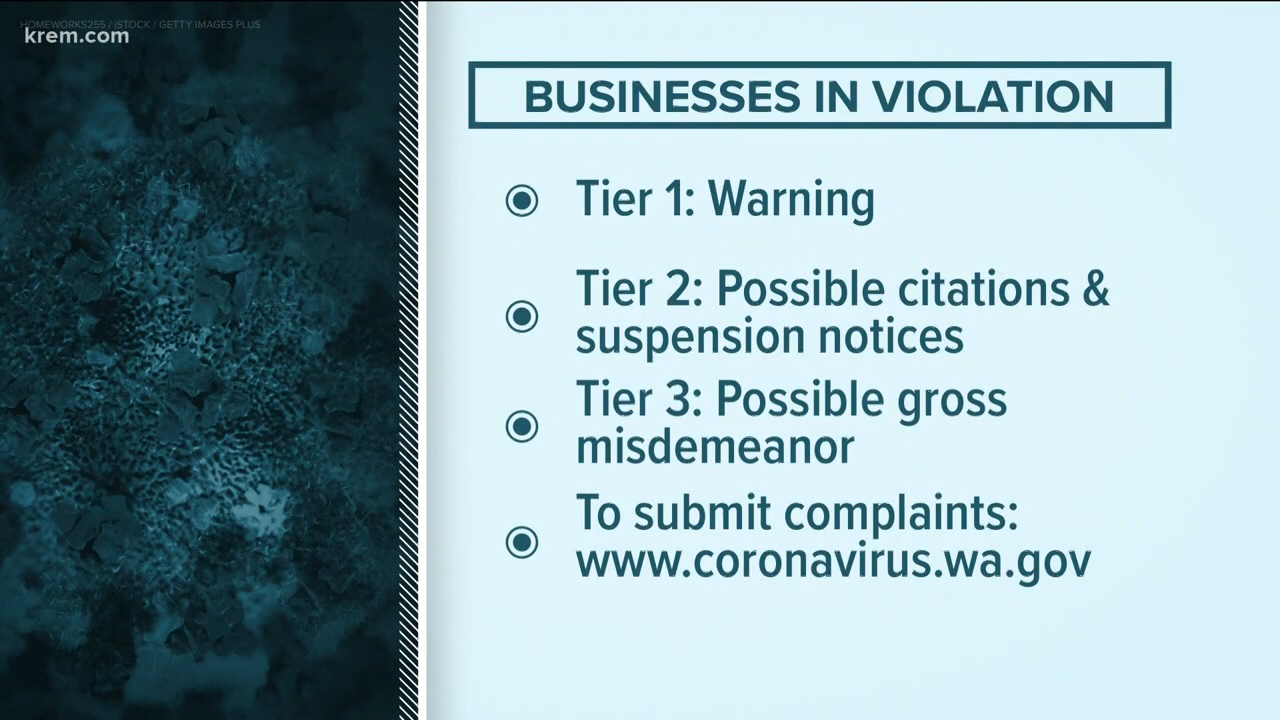 HOMEWORKS255 / iSTOCK / GETTY IMAGES PLUS
krem.com
BUSINESSES IN VIOLATION
Tier 1: Warning
Tier 2: Possible citations &
suspension notices
Tier 3: Possible gross
misdemeanor
To submit complaints:
www.coronavirus.wa.gov